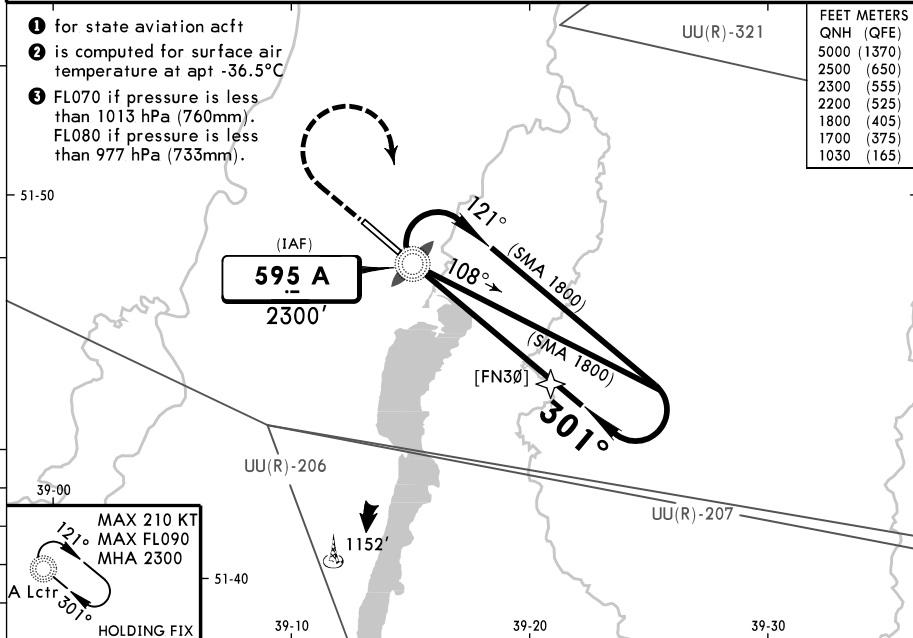 ❶ for state aviation acft
❷ is computed for surface air
temperature at apt -36.5°C
❸ FL070 if pressure is less
than 1013 hPa (760mm).
FL080 if pressure is less
than 977 hPa (733mm).
UU(R)-321
FEET METERS
QNH (QFE)
5000 (1370)
2500 (650)
2300 (555)
2200 (525)
1800 (405)
1700 (375)
1030 (165)
51-50
121°
(SMA 1800)
(IAF)
595 A
2300'
108°→
(SMA 1800)
[FN30]
301°
UU(R)-206
UU(R)-207
39-00
1152'
51-40
MAX 210 KT
MAX FL090
MHA 2300
121°
A Lctr
301°
HOLDING FIX
39-10
39-20
39-30